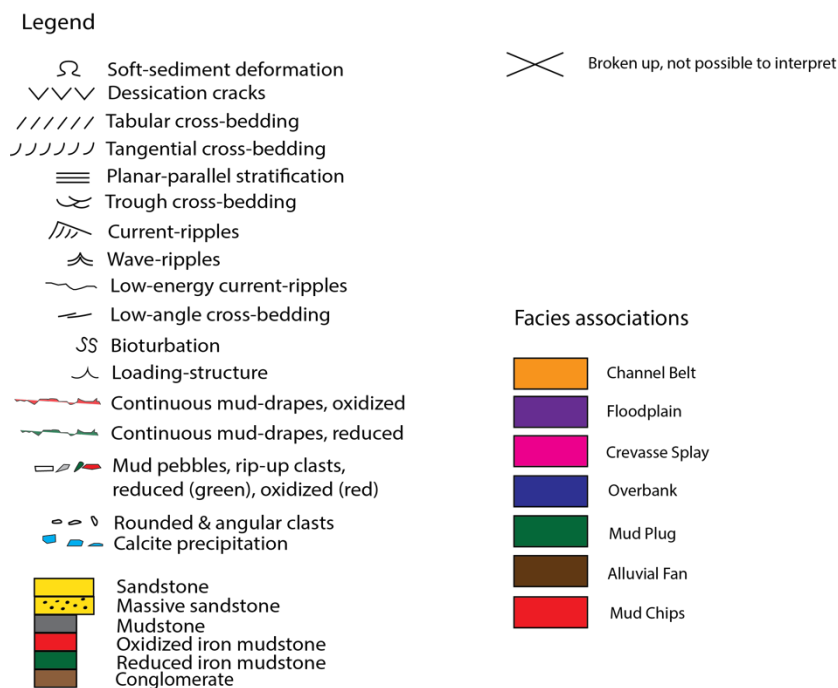 Legend
Soft-sediment deformation
Dessication cracks
Tabular cross-bedding
Tangential cross-bedding
Planar-parallel stratification
Trough cross-bedding
Current-ripples
Wave-ripples
Low-energy current-ripples
Low-angle cross-bedding
Bioturbation
Loading-structure
Continuous mud-drapes, oxidized
Continuous mud-drapes, reduced
Mud pebbles, rip-up clasts,
reduced (green), oxidized (red)
Rounded & angular clasts
Calcite precipitation
Sandstone
Massive sandstone
Mudstone
Oxidized iron mudstone
Reduced iron mudstone
Conglomerate
Broken up, not possible to interpret
Facies associations
Channel Belt
Floodplain
Crevasse Splay
Overbank
Mud Plug
Alluvial Fan
Mud Chips